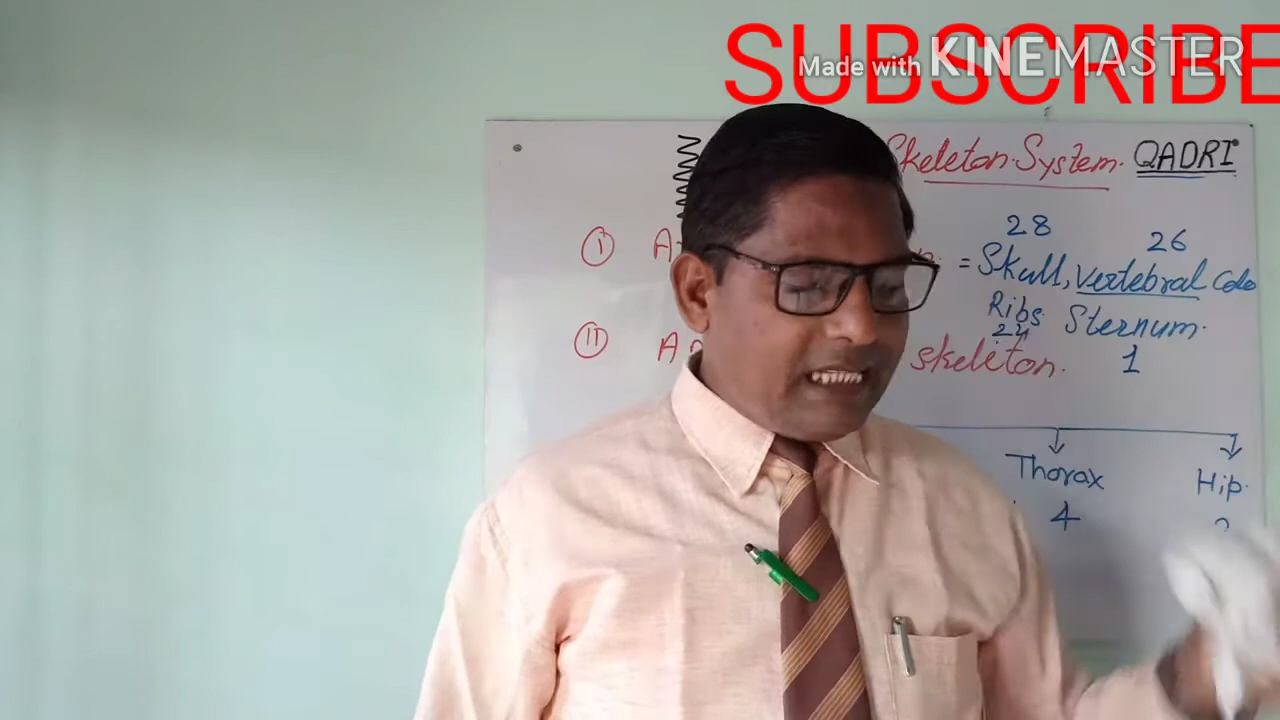 SUBSCRIBE
Made with KINEMASTER
Skeleton System. QADRI
28 26
I = Skull, Vertebral Colo
Ribs Sternum.
24
II skeleton. 1
Thorax Hip.
4